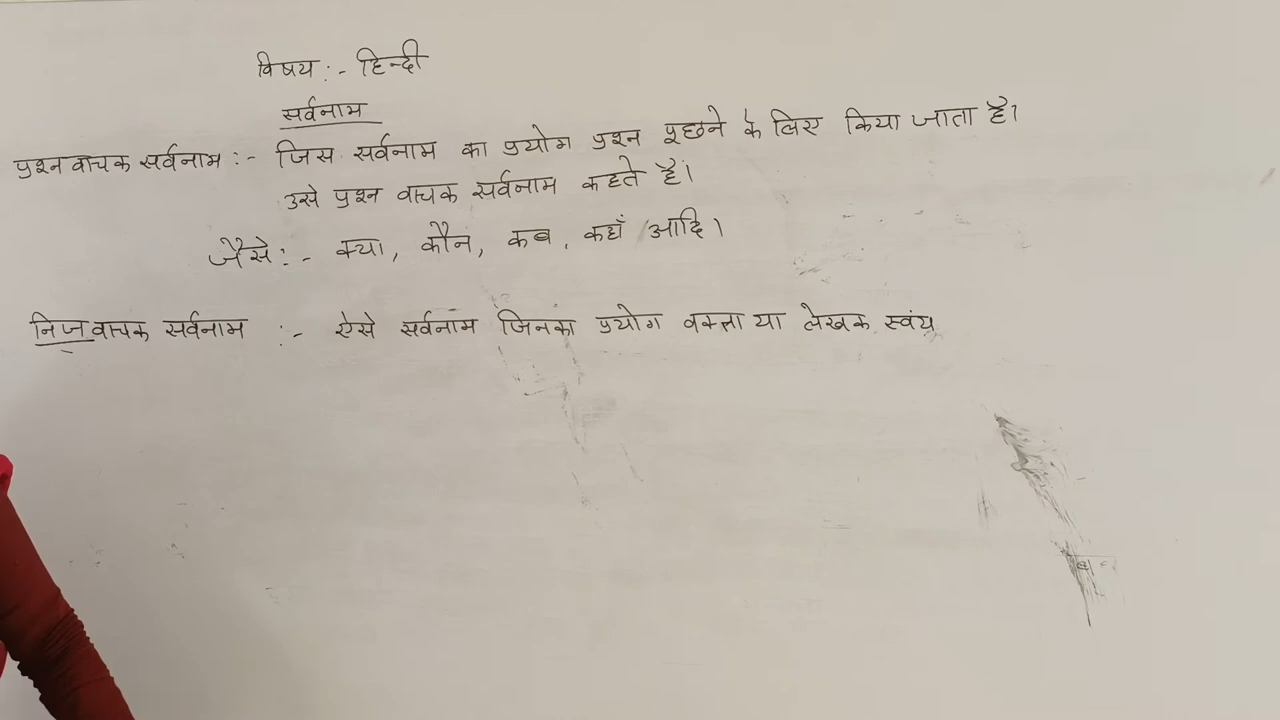 विषय :- हिन्दी
सर्वनाम
प्रश्नवाचक सर्वनाम :- जिस सर्वनाम का प्रयोग प्रश्न पूछने के लिए किया जाता है।
उसे प्रश्न वाचक सर्वनाम कहते हैं।
जैसे :- क्या, कौन, कब, कहाँ आदि।
निजवाचक सर्वनाम :- ऐसे सर्वनाम जिनका प्रयोग वक्ता या लेखक स्वंय